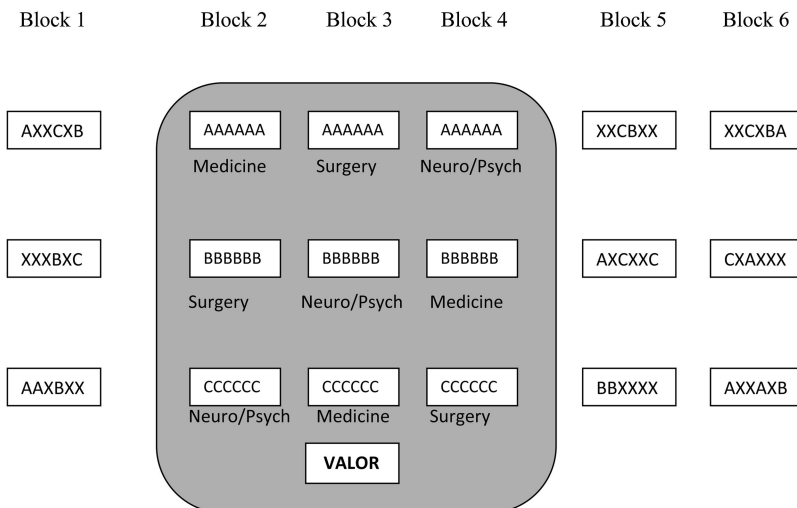 Block 1 Block 2 Block 3 Block 4 Block 5 Block 6
AXXCXB AAAAAA AAAAAA AAAAAA XXCBXX XXCXBA
Medicine Surgery Neuro/Psych
XXXBXC BBBBBB BBBBBB BBBBBB AXCXXC CXAXXX
Surgery Neuro/Psych Medicine
AAXBXX CCCCCC CCCCCC CCCCCC BBXXXX AXXAXB
Neuro/Psych Medicine Surgery
VALOR